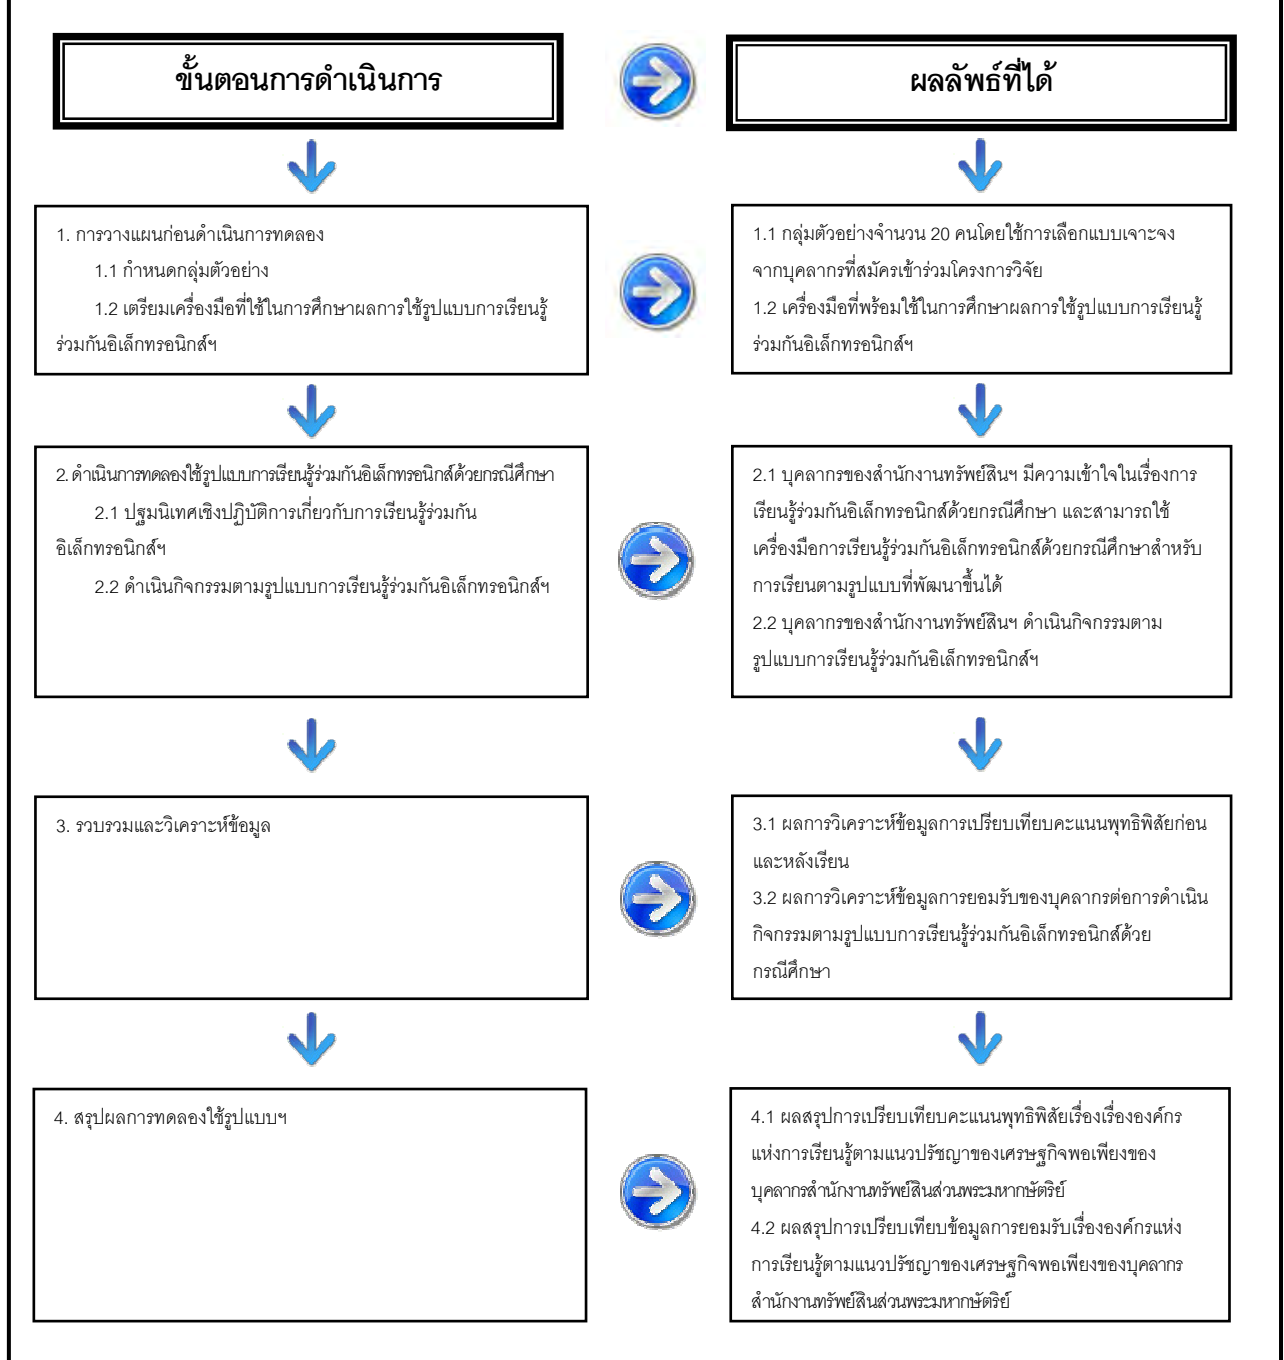 ขั้นตอนการดำเนินการ
ผลลัพธ์ที่ได้
1. การวางแผนก่อนดำเนินการทดลอง
1.1 กำหนดกลุ่มตัวอย่าง
1.2 เตรียมเครื่องมือที่ใช้ในการศึกษาผลการใช้รูปแบบการเรียนรู้
ร่วมกันอิเล็กทรอนิกส์ฯ
1.1 กลุ่มตัวอย่างจำนวน 20 คนโดยใช้การเลือกแบบเจาะจง
จากบุคลากรที่สมัครเข้าร่วมโครงการวิจัย
1.2 เครื่องมือที่พร้อมใช้ในการศึกษาผลการใช้รูปแบบการเรียนรู้
ร่วมกันอิเล็กทรอนิกส์ฯ
2. ดำเนินการทดลองใช้รูปแบบการเรียนรู้ร่วมกันอิเล็กทรอนิกส์ด้วยกรณีศึกษา
2.1 ปฐมนิเทศเชิงปฏิบัติการเกี่ยวกับการเรียนรู้ร่วมกัน
อิเล็กทรอนิกส์ฯ
2.2 ดำเนินกิจกรรมตามรูปแบบการเรียนรู้ร่วมกันอิเล็กทรอนิกส์ฯ
2.1 บุคลากรของสำนักงานทรัพย์สินฯ มีความเข้าใจในเรื่องการ
เรียนรู้ร่วมกันอิเล็กทรอนิกส์ด้วยกรณีศึกษา และสามารถใช้
เครื่องมือการเรียนรู้ร่วมกันอิเล็กทรอนิกส์ด้วยกรณีศึกษาสำหรับ
การเรียนตามรูปแบบที่พัฒนาขึ้นได้
2.2 บุคลากรของสำนักงานทรัพย์สินฯ ดำเนินกิจกรรมตาม
รูปแบบการเรียนรู้ร่วมกันอิเล็กทรอนิกส์ฯ
3. รวบรวมและวิเคราะห์ข้อมูล
3.1 ผลการวิเคราะห์ข้อมูลการเปรียบเทียบคะแนนพุทธิพิสัยก่อน
และหลังเรียน
3.2 ผลการวิเคราะห์ข้อมูลการยอมรับของบุคลากรต่อการดำเนิน
กิจกรรมตามรูปแบบการเรียนรู้ร่วมกันอิเล็กทรอนิกส์ด้วย
กรณีศึกษา
4. สรุปผลการทดลองใช้รูปแบบฯ
4.1 ผลสรุปการเปรียบเทียบคะแนนพุทธิพิสัยเรื่องเรื่ององค์กร
แห่งการเรียนรู้ตามแนวปรัชญาของเศรษฐกิจพอเพียงของ
บุคลากรสำนักงานทรัพย์สินส่วนพระมหากษัตริย์
4.2 ผลสรุปการเปรียบเทียบข้อมูลการยอมรับเรื่ององค์กรแห่ง
การเรียนรู้ตามแนวปรัชญาของเศรษฐกิจพอเพียงของบุคลากร
สำนักงานทรัพย์สินส่วนพระมหากษัตริย์